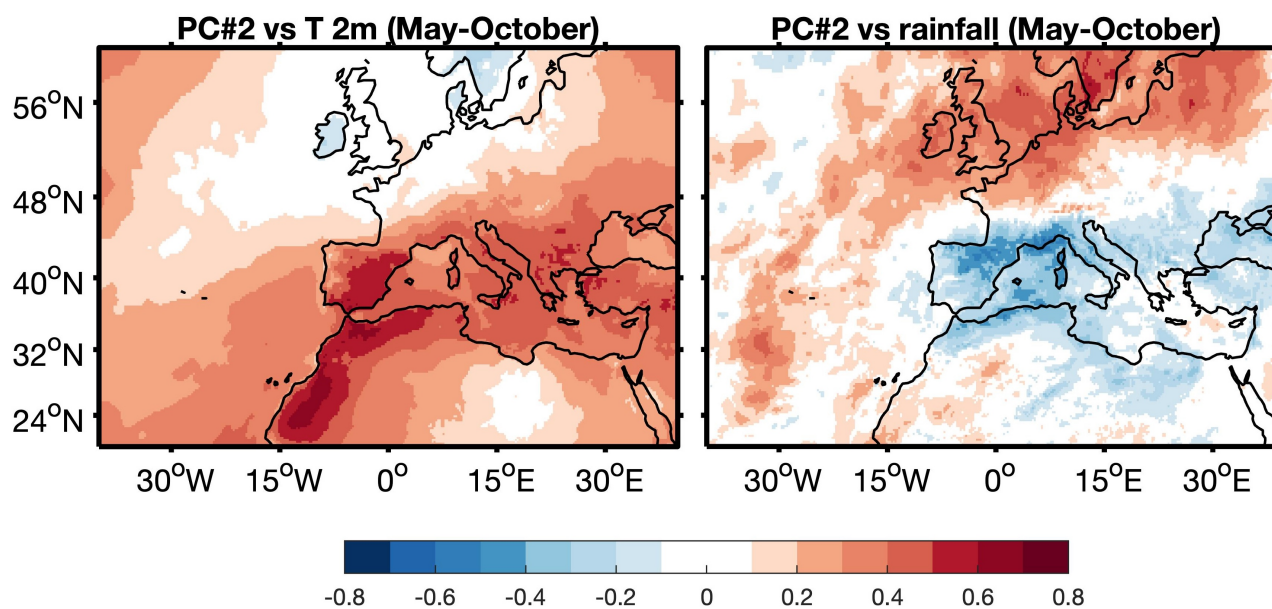 PC#2 vs T 2m (May-October)
PC#2 vs rainfall (May-October)
56°N
48°N
40°N
32°N
24°N
30°W 15°W 0° 15°E 30°E
30°W 15°W 0° 15°E 30°E
-0.8 -0.6 -0.4 -0.2 0 0.2 0.4 0.6 0.8